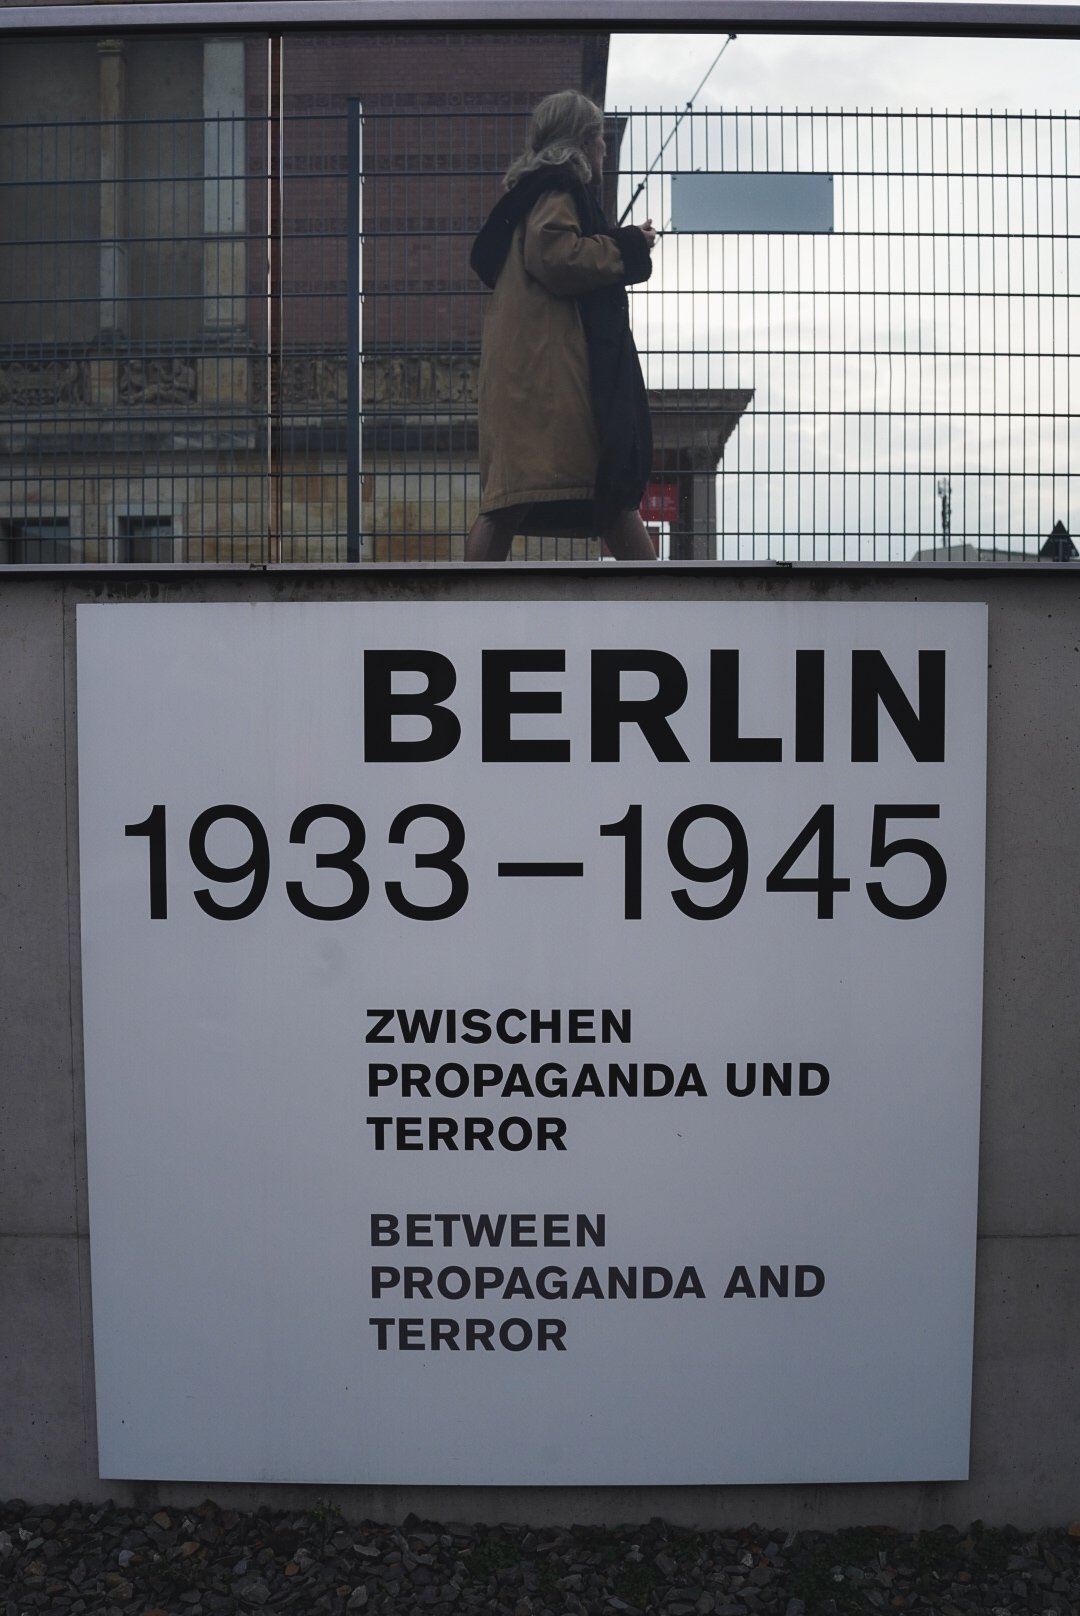 BERLIN
1933–1945
ZWISCHEN
PROPAGANDA UND
TERROR
BETWEEN
PROPAGANDA AND
TERROR